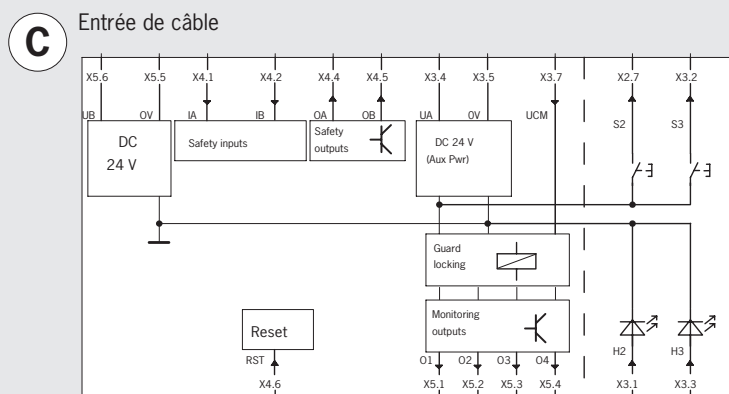 C
Entrée de câble
X5.6 X5.5 X4.1 X4.2 X4.4 X4.5 X3.4 X3.5 X3.7 X2.7 X3.2
UB OV IA IB OA OB UA OV UCM S2 S3
DC
24 V
Safety inputs
Safety
outputs
DC 24 V
(Aux Pwr)
Guard
locking
Monitoring
outputs
Reset
RST O1 O2 O3 O4 H2 H3
X4.6 X5.1 X5.2 X5.3 X5.4 X3.1 X3.3